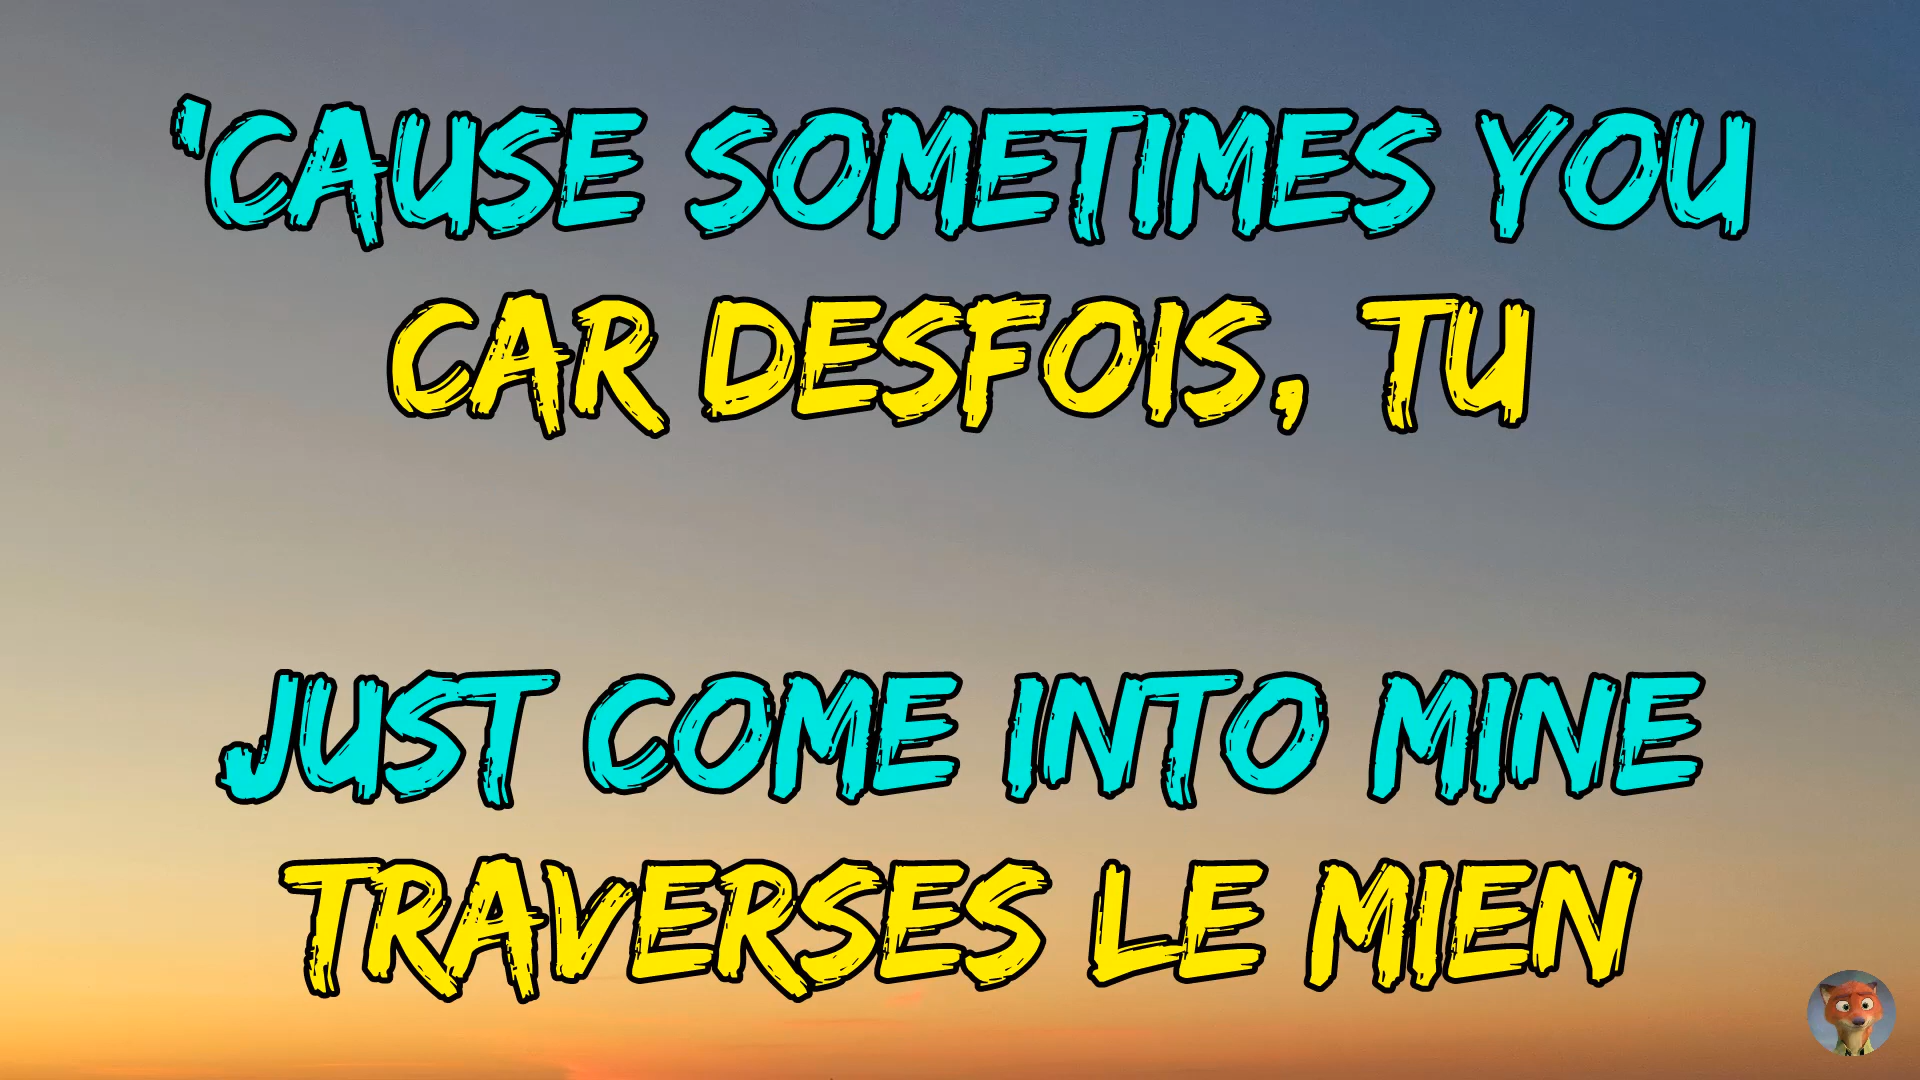 'CAUSE SOMETIMES YOU
CAR DESFOIS, TU
JUST COME INTO MINE
TRAVERSES LE MIEN